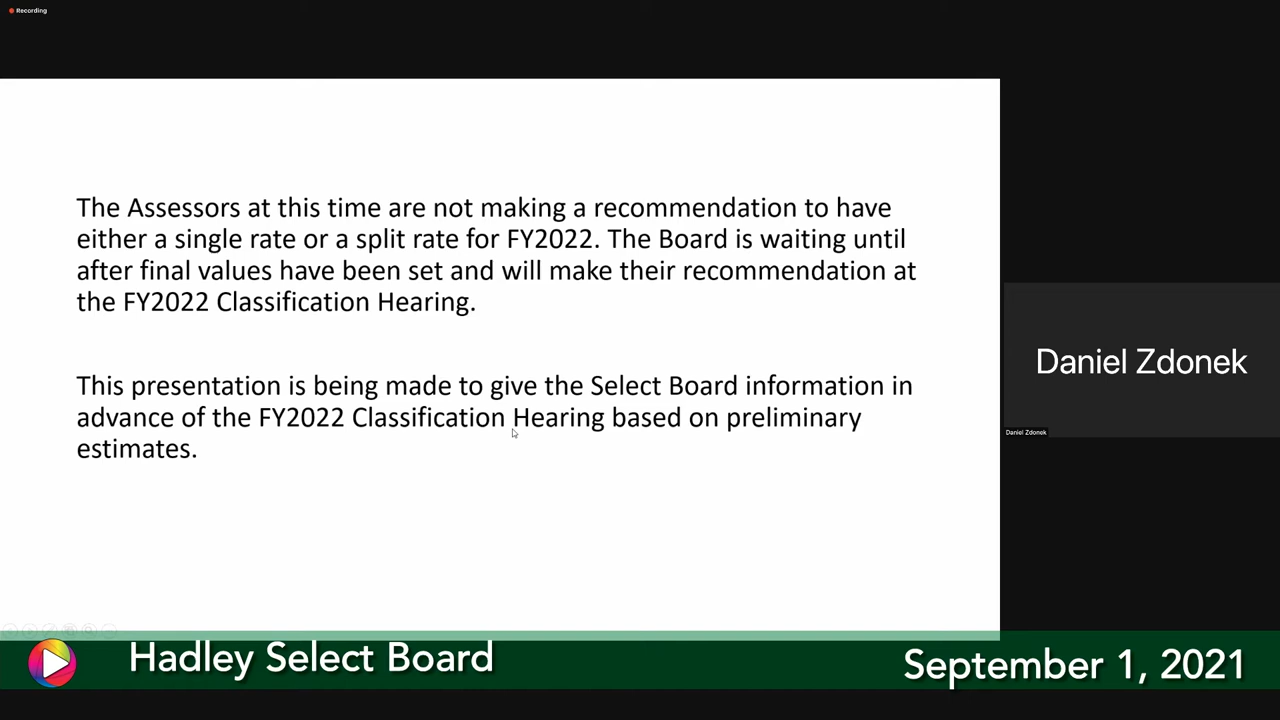 Recording
The Assessors at this time are not making a recommendation to have
either a single rate or a split rate for FY2022. The Board is waiting until
after final values have been set and will make their recommendation at
the FY2022 Classification Hearing.
This presentation is being made to give the Select Board information in
advance of the FY2022 Classification Hearing based on preliminary
estimates.
Daniel Zdonek
Daniel Zdonek
Hadley Select Board
September 1, 2021